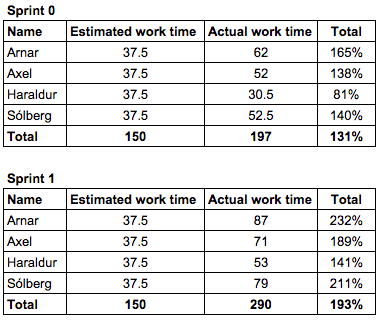 Sprint 0
Name Estimated work time Actual work time Total
Arnar 37.5 62 165%
Axel 37.5 52 138%
Haraldur 37.5 30.5 81%
Sólberg 37.5 52.5 140%
Total 150 197 131%
Sprint 1
Name Estimated work time Actual work time Total
Arnar 37.5 87 232%
Axel 37.5 71 189%
Haraldur 37.5 53 141%
Sólberg 37.5 79 211%
Total 150 290 193%